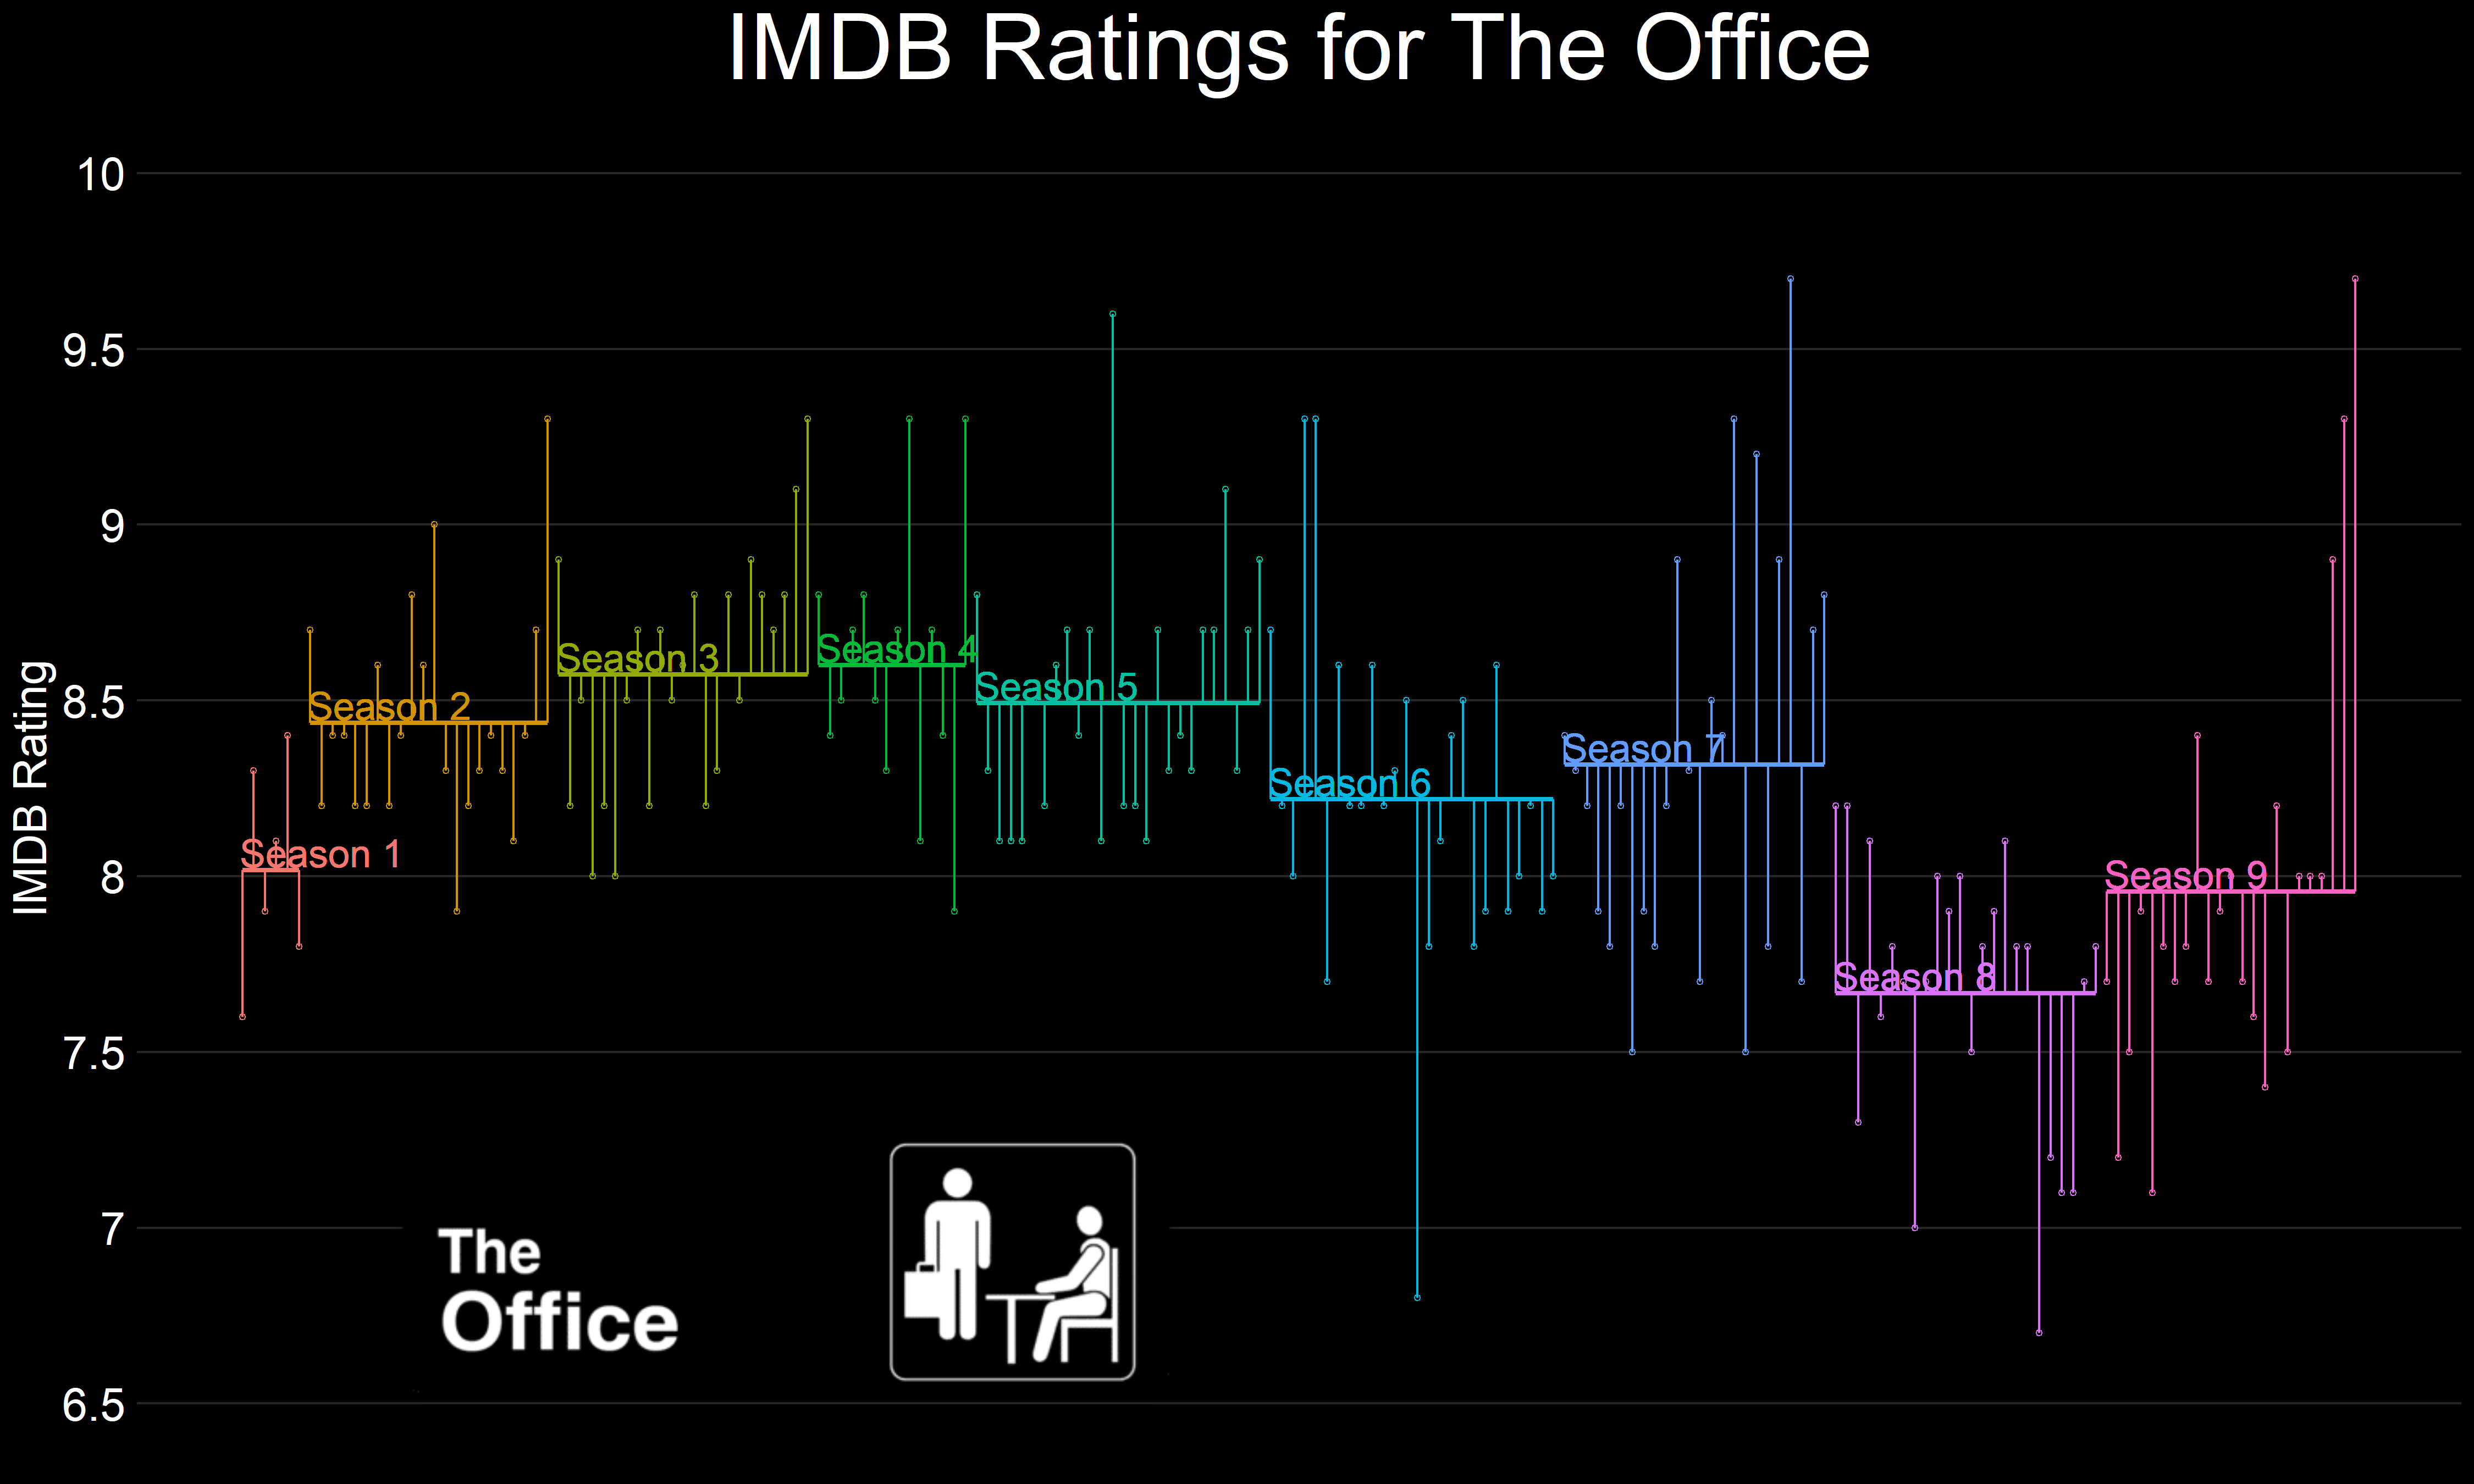 IMDB Ratings for The Office
10
9.5
9
8.5
8
7.5
7
6.5
IMDB Rating
Season 1
Season 2
Season 3
Season 4
Season 5
Season 6
Season 7
Season 8
Season 9
The
Office